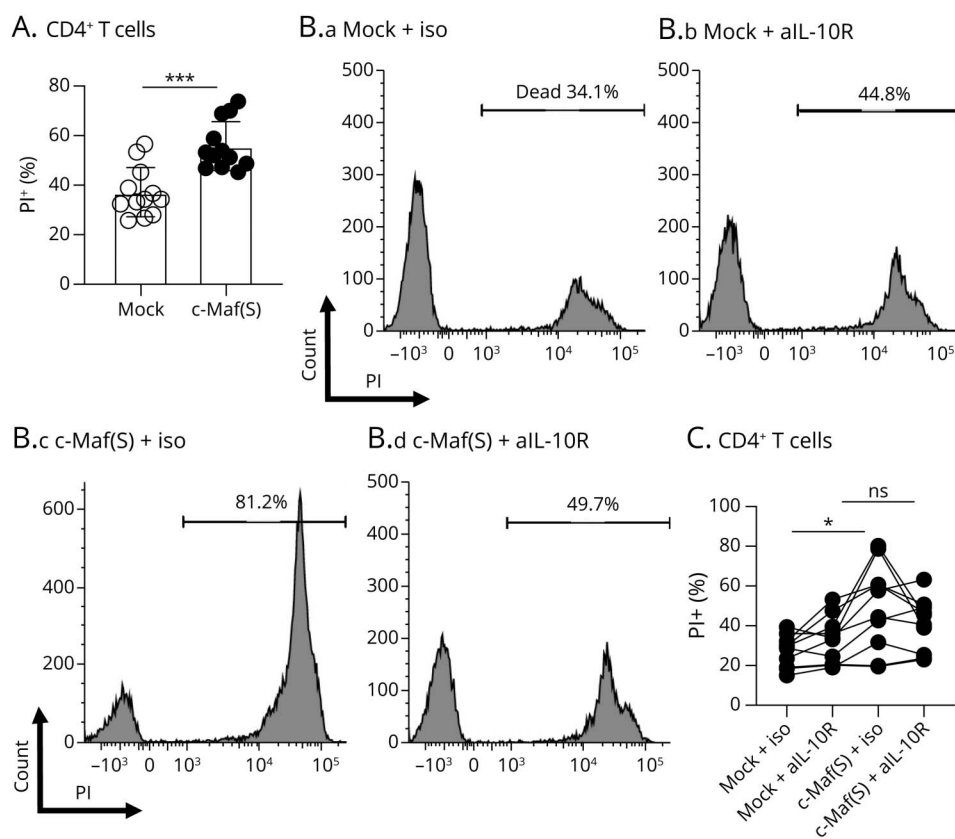 A. CD4⁺ T cells
***
80
60
40
20
0
PI⁺ (%)
Mock
c-Maf(S)
B.a Mock + iso
500
400
300
200
100
0
Dead 34.1%
−10³ 0 10³ 10⁴ 10⁵
Count
PI
B.b Mock + aIL-10R
500
400
300
200
100
0
44.8%
−10³ 0 10³ 10⁴ 10⁵
B.c c-Maf(S) + iso
600
400
200
0
81.2%
−10³ 0 10³ 10⁴ 10⁵
Count
PI
B.d c-Maf(S) + aIL-10R
500
400
300
200
100
0
49.7%
−10³ 0 10³ 10⁴ 10⁵
C. CD4⁺ T cells
ns
*
100
80
60
40
20
0
PI+ (%)
Mock + iso
Mock + aIL-10R
c-Maf(S) + iso
c-Maf(S) + aIL-10R